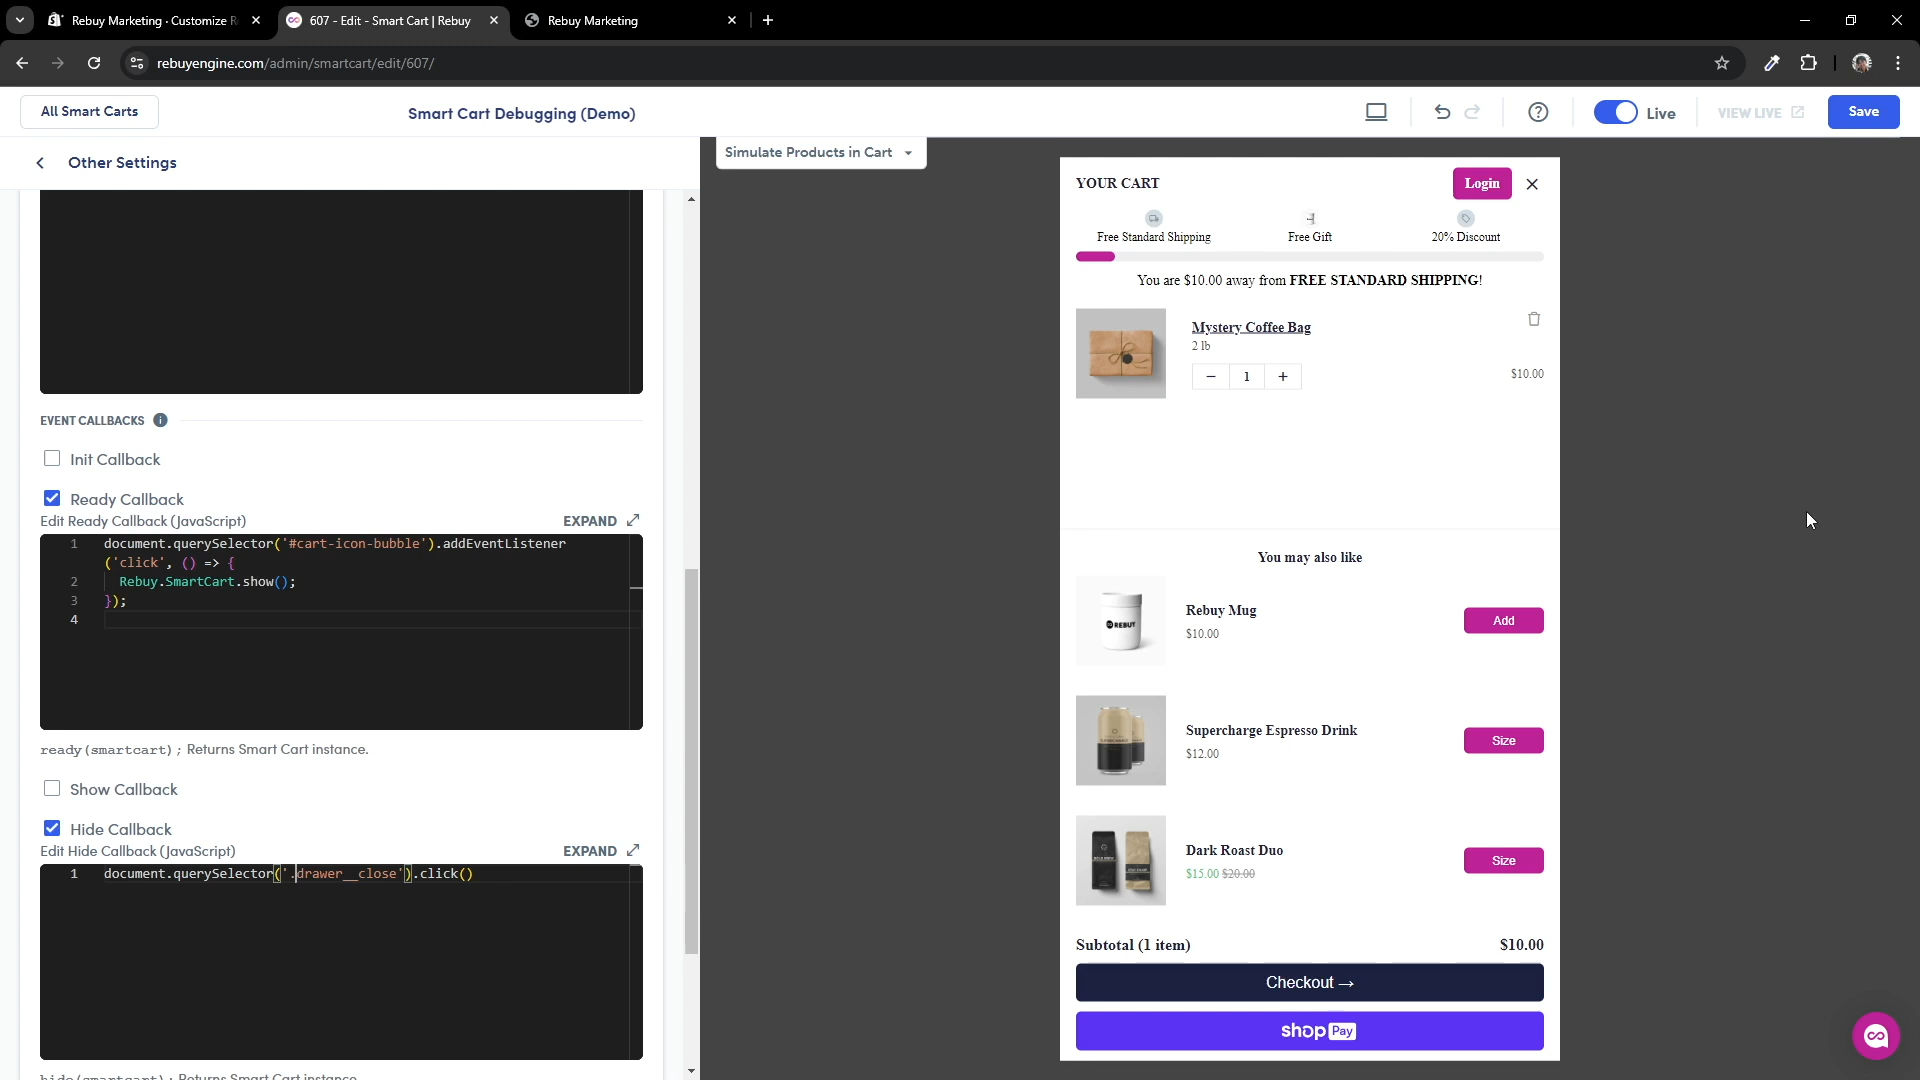 Rebuy Marketing · Customize R
607 - Edit - Smart Cart | Rebuy
Rebuy Marketing
rebuyengine.com/admin/smartcart/edit/607/
All Smart Carts
Smart Cart Debugging (Demo)
Live
VIEW LIVE
Save
Other Settings
Simulate Products in Cart
EVENT CALLBACKS
Init Callback
Ready Callback
Edit Ready Callback (JavaScript)
EXPAND
1 document.querySelector('#cart-icon-bubble').addEventListener
('click', () => {
2 Rebuy.SmartCart.show();
3 });
4
ready(smartcart); Returns Smart Cart instance.
Show Callback
Hide Callback
Edit Hide Callback (JavaScript)
EXPAND
1 document.querySelector('.drawer__close').click()
hide(smartcart); Returns Smart Cart instance.
YOUR CART
Login
Free Standard Shipping
Free Gift
20% Discount
You are $10.00 away from FREE STANDARD SHIPPING!
Mystery Coffee Bag
2 lb
− 1 +
$10.00
You may also like
REBUY
Rebuy Mug
$10.00
Add
Supercharge Espresso Drink
$12.00
Size
Dark Roast Duo
$15.00 $20.00
Size
Subtotal (1 item)
$10.00
Checkout →
shop Pay